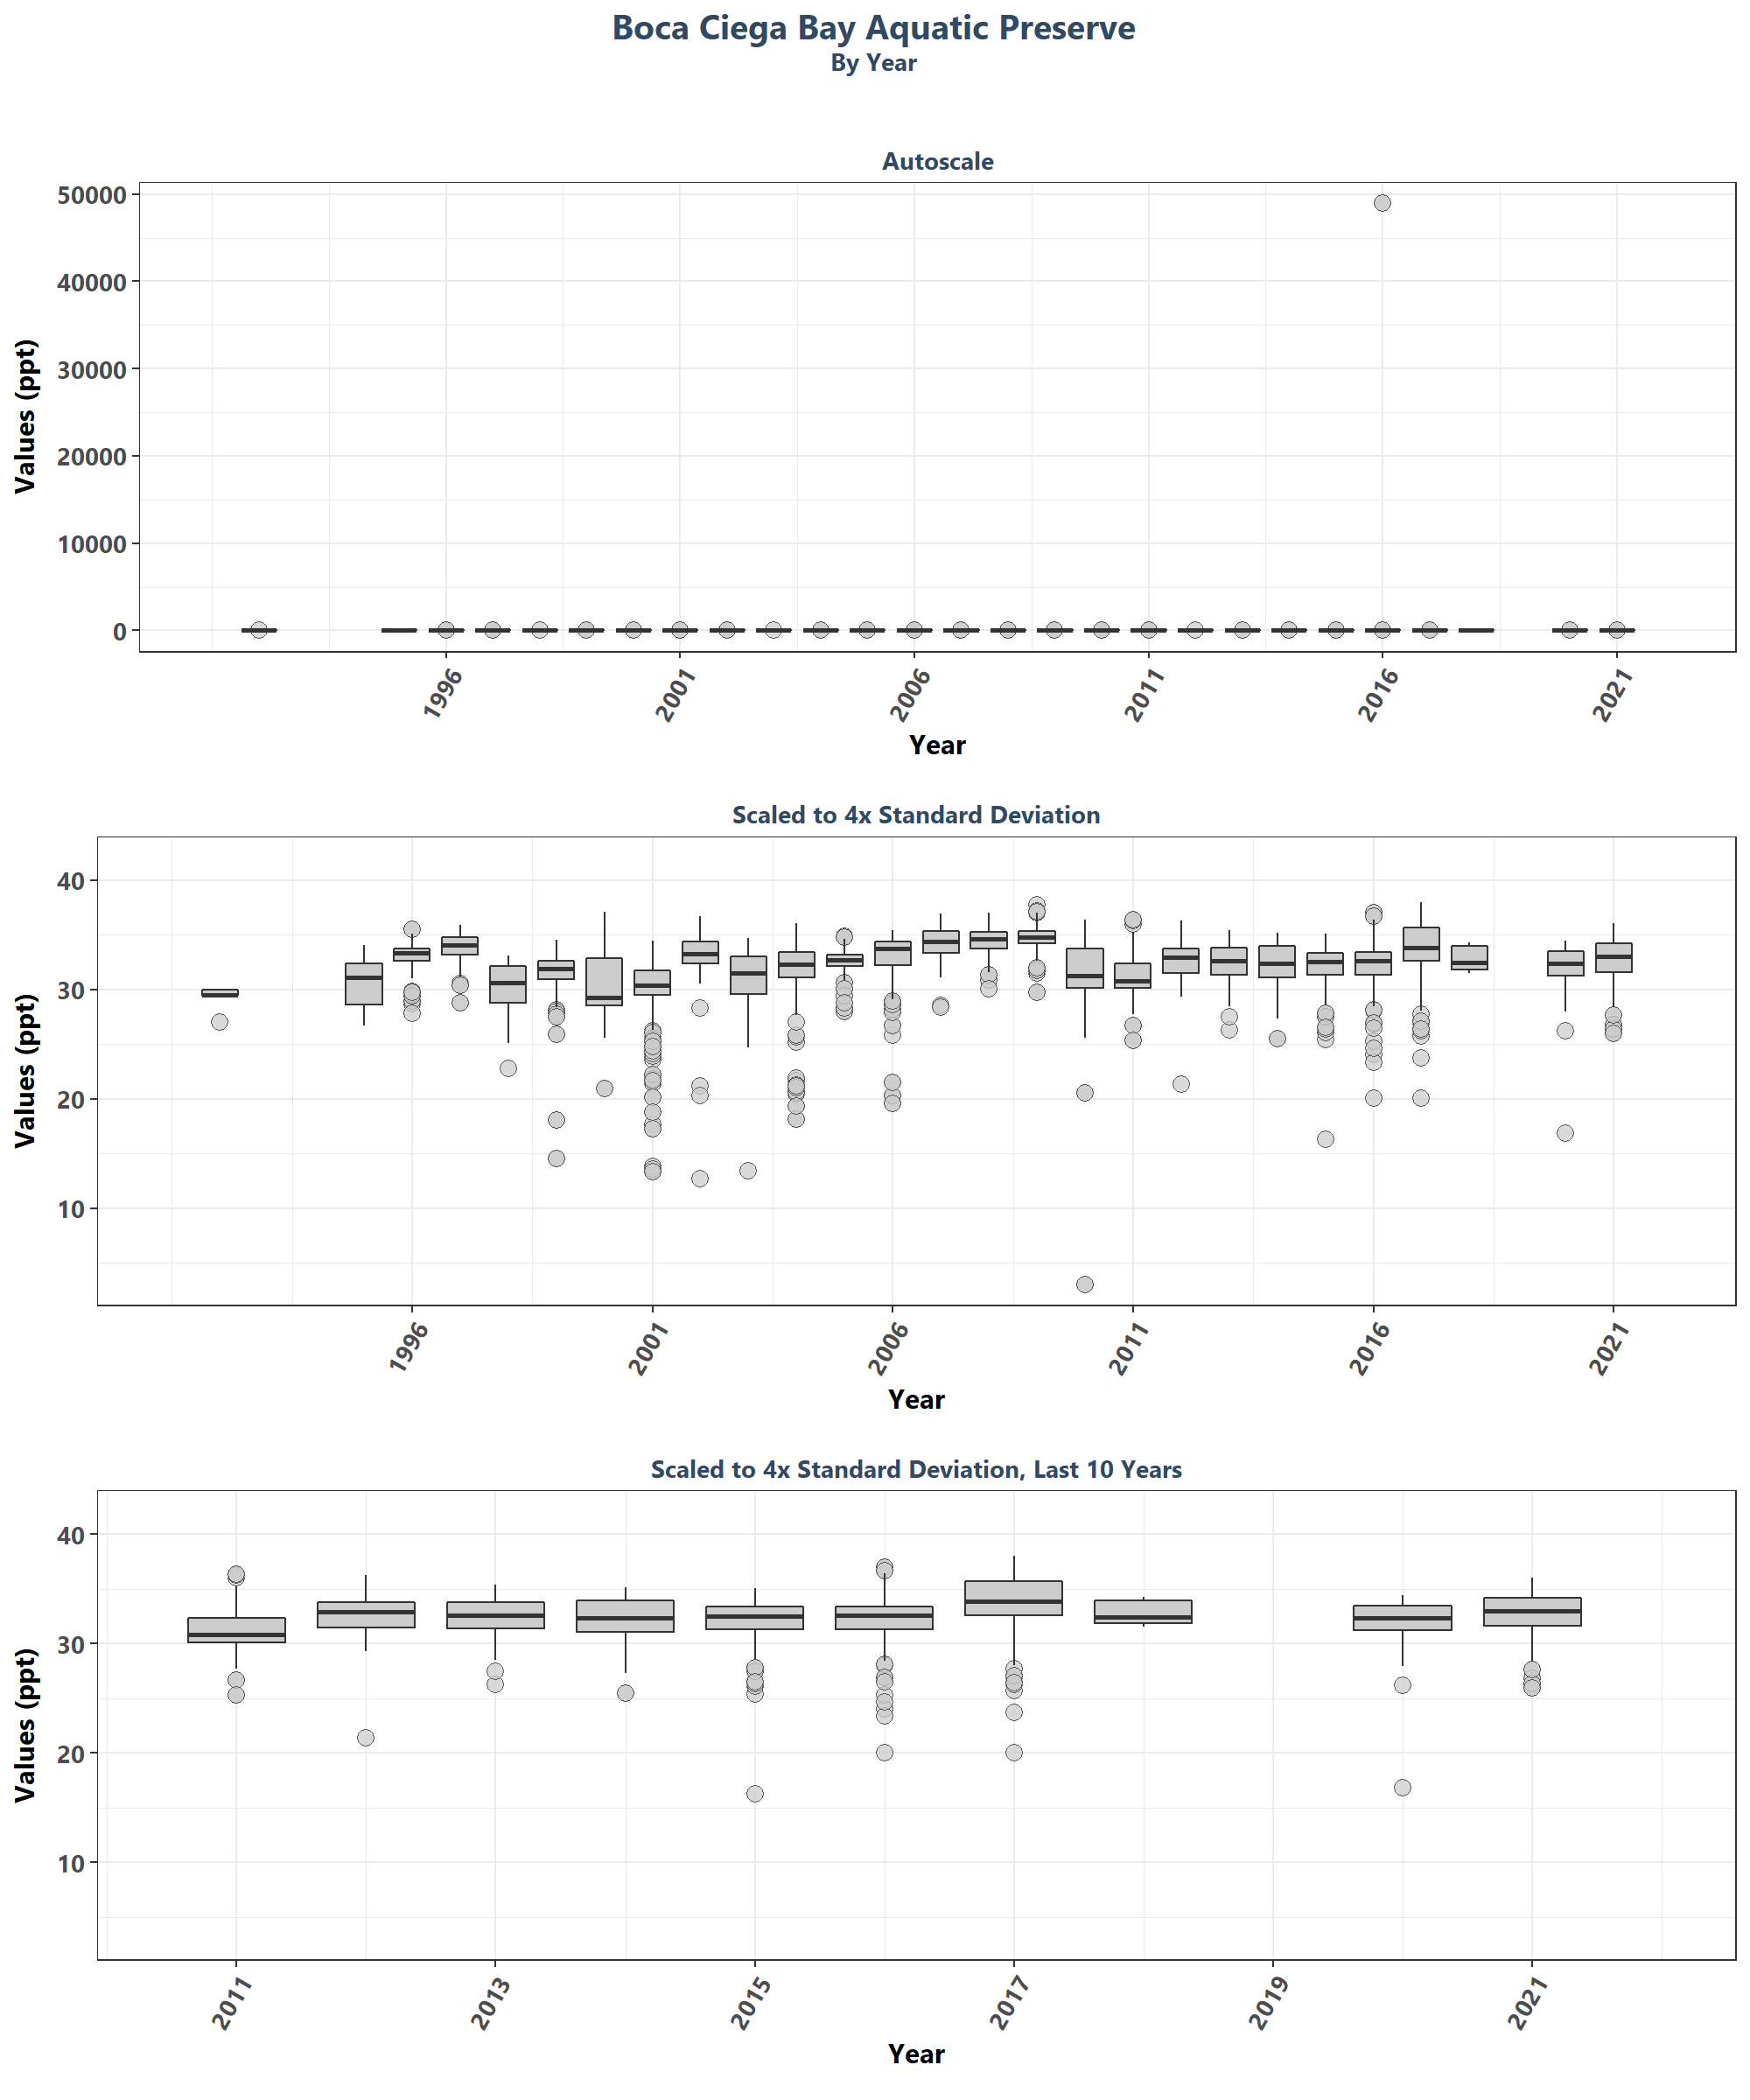 Boca Ciega Bay Aquatic Preserve
By Year
Autoscale
Values (ppt)
50000
40000
30000
20000
10000
0
1996
2001
2006
2011
2016
2021
Year
Scaled to 4x Standard Deviation
Values (ppt)
40
30
20
10
1996
2001
2006
2011
2016
2021
Year
Scaled to 4x Standard Deviation, Last 10 Years
Values (ppt)
40
30
20
10
2011
2013
2015
2017
2019
2021
Year